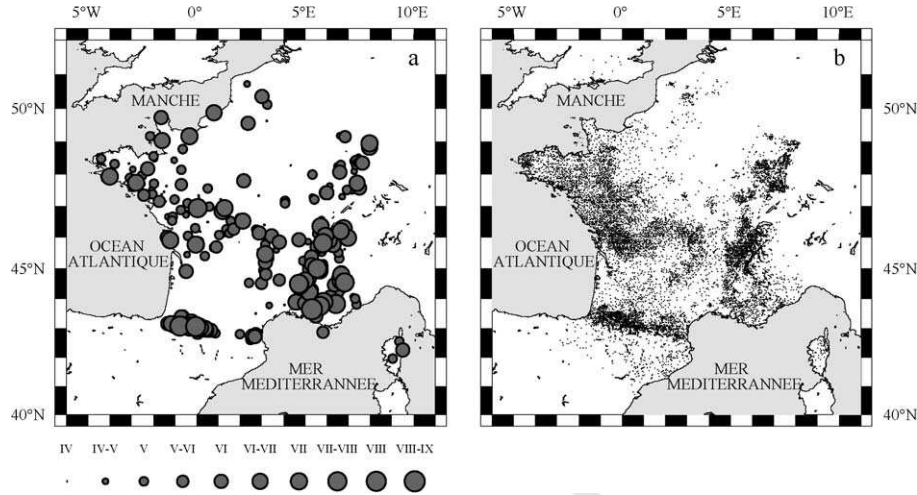 5°W 0° 5°E 10°E 5°W 0° 5°E 10°E
a b
50°N MANCHE MANCHE 50°N
OCEAN OCEAN
ATLANTIQUE ATLANTIQUE
45°N 45°N
MER MER
MEDITERRANNEE MEDITERRANNEE
40°N 40°N
IV IV-V V V-VI VI VI-VII VII VII-VIII VIII VIII-IX